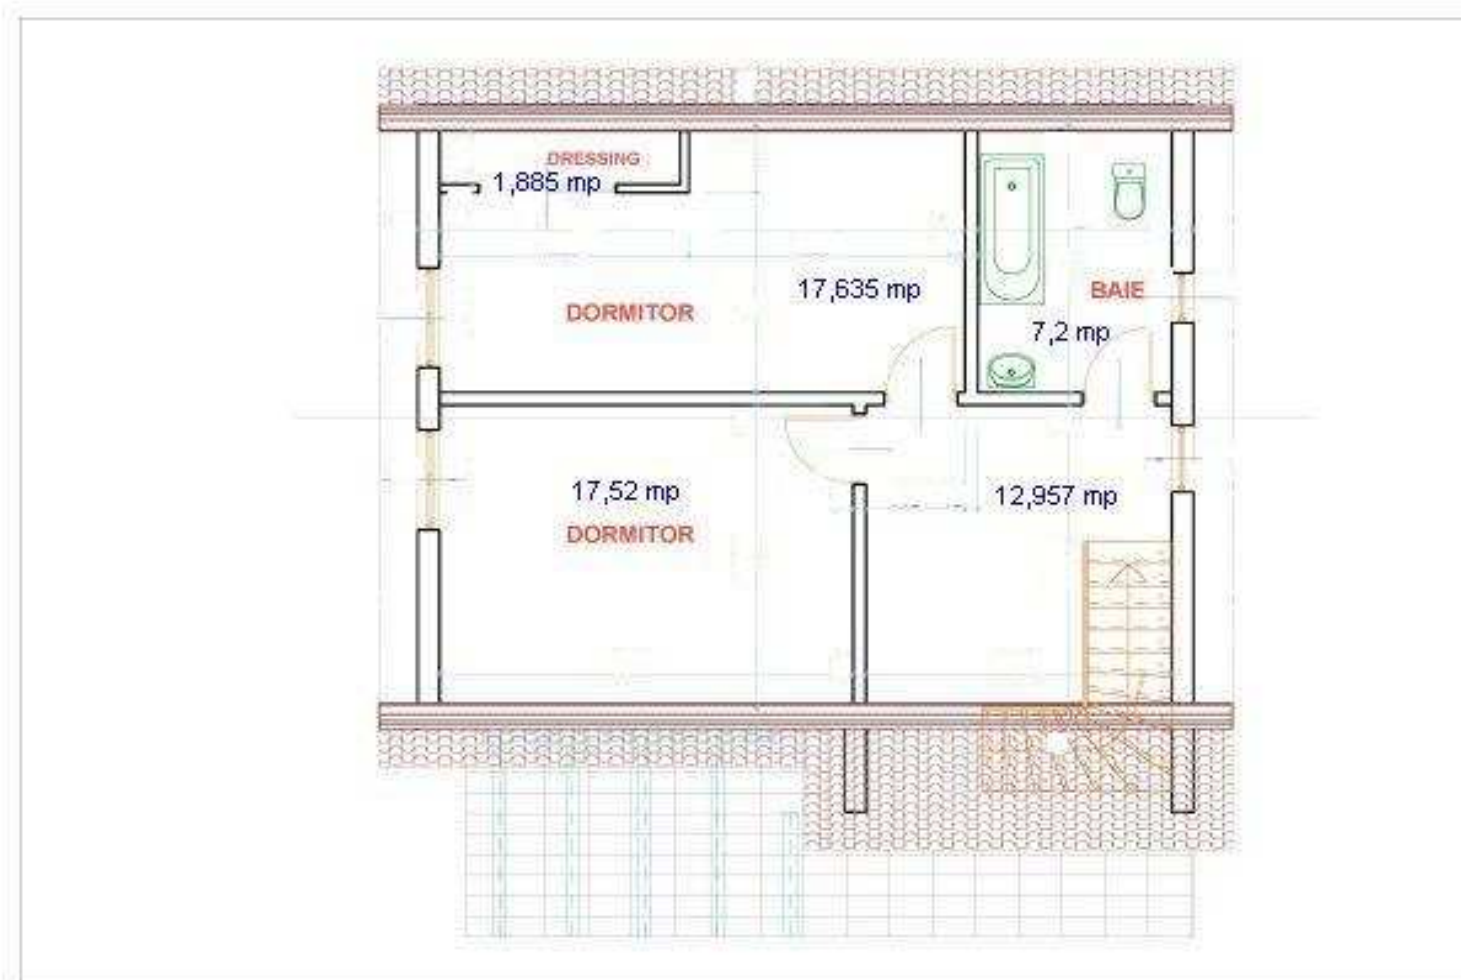 DRESSING
1,885 mp
17,635 mp
BAIE
DORMITOR
7,2 mp
17,52 mp
12,957 mp
DORMITOR